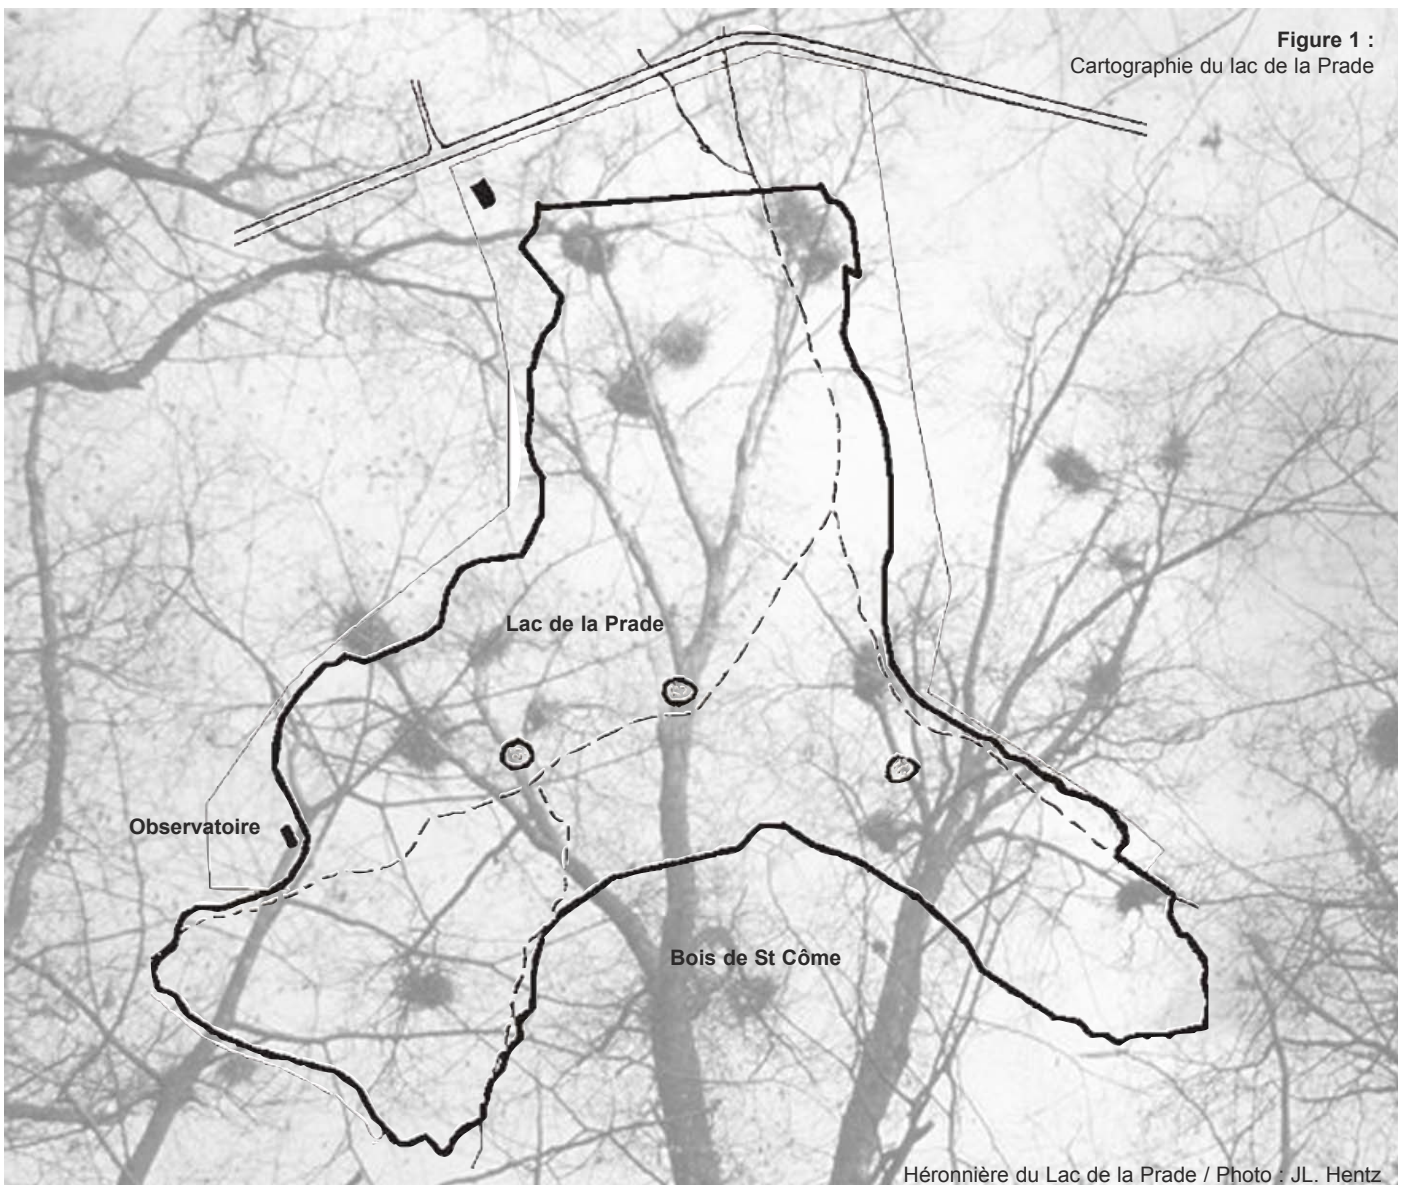 Figure 1 :
Cartographie du lac de la Prade
Lac de la Prade
Observatoire
Bois de St Côme
Héronnière du Lac de la Prade / Photo : JL. Hentz